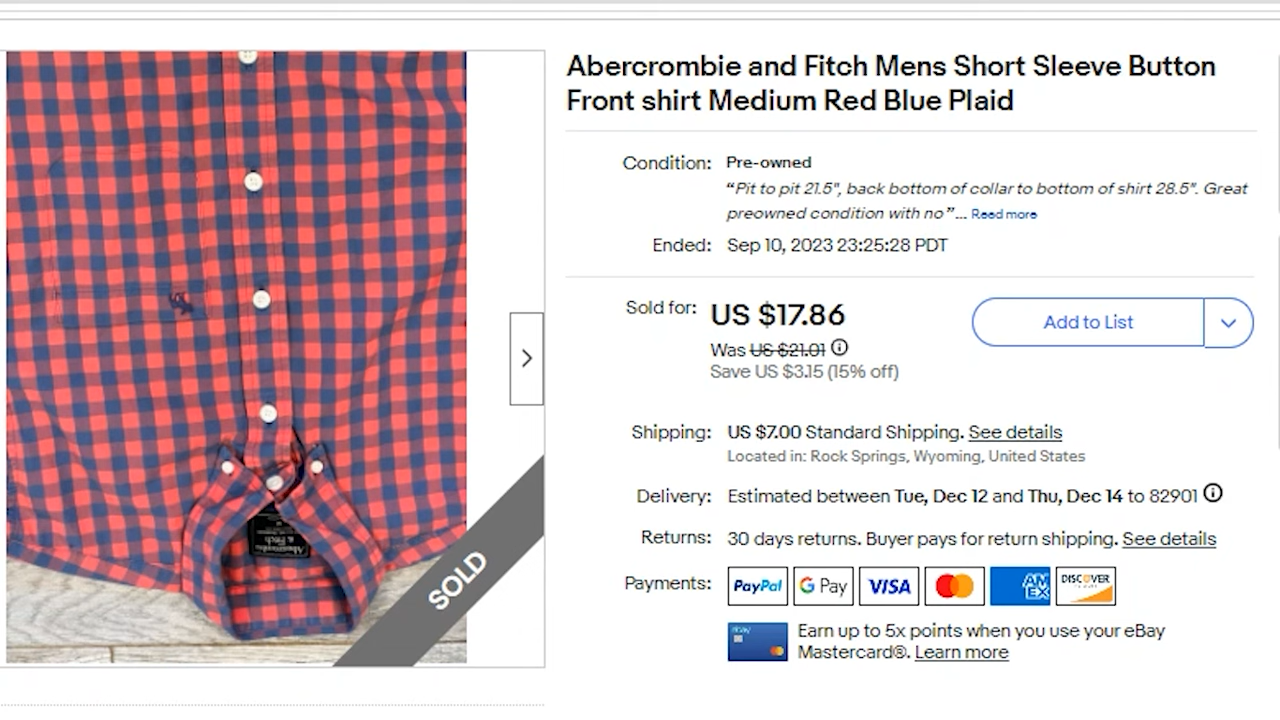 Abercrombie and Fitch Mens Short Sleeve Button
Front shirt Medium Red Blue Plaid
Condition: Pre-owned
“Pit to pit 21.5", back bottom of collar to bottom of shirt 28.5". Great
preowned condition with no”... Read more
Ended: Sep 10, 2023 23:25:28 PDT
Sold for: US $17.86
Add to List
Was US $21.01
Save US $3.15 (15% off)
Shipping: US $7.00 Standard Shipping. See details
Located in: Rock Springs, Wyoming, United States
Delivery: Estimated between Tue, Dec 12 and Thu, Dec 14 to 82901
Returns: 30 days returns. Buyer pays for return shipping. See details
Payments: PayPal G Pay VISA AM EX DISCOVER
ebay
Earn up to 5x points when you use your eBay
Mastercard®. Learn more
SOLD
Abercrombie
& Fitch